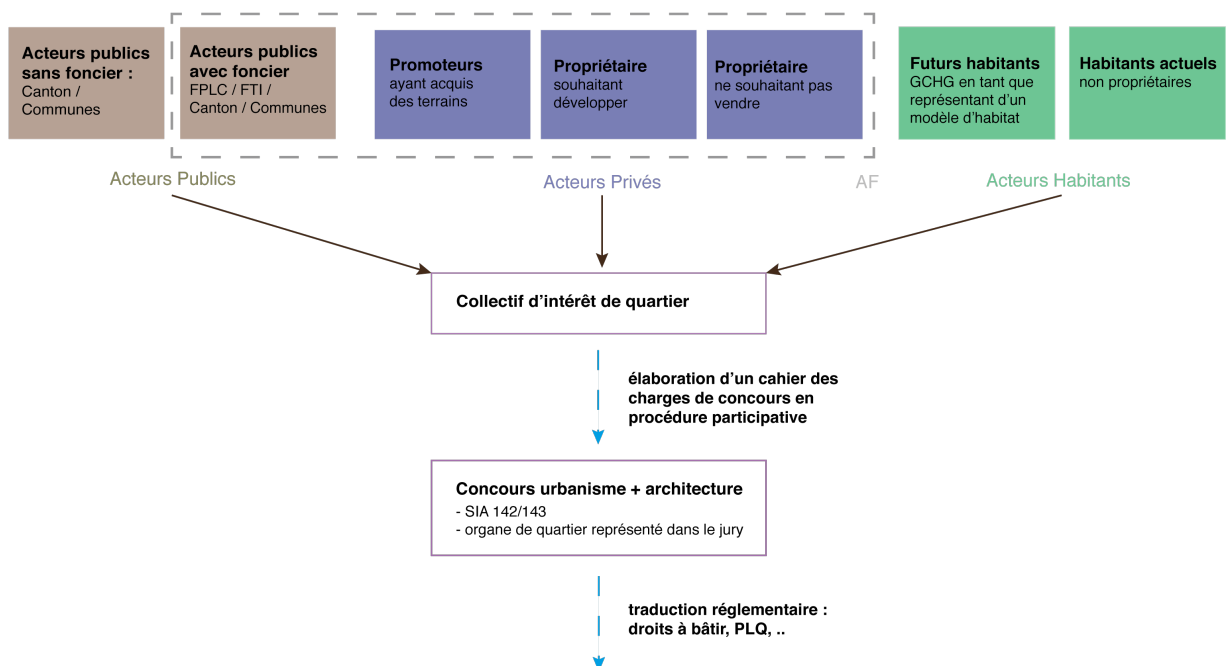 Acteurs publics
sans foncier :
Canton /
Communes
Acteurs publics
avec foncier
FPLC / FTI /
Canton / Communes
Promoteurs
ayant acquis
des terrains
Propriétaire
souhaitant
développer
Propriétaire
ne souhaitant pas
vendre
Futurs habitants
GCHG en tant que
représentant d’un
modèle d’habitat
Habitants actuels
non propriétaires
Acteurs Publics
Acteurs Privés
AF
Acteurs Habitants
Collectif d’intérêt de quartier
élaboration d’un cahier des
charges de concours en
procédure participative
Concours urbanisme + architecture
- SIA 142/143
- organe de quartier représenté dans le jury
traduction réglementaire :
droits à bâtir, PLQ, ..